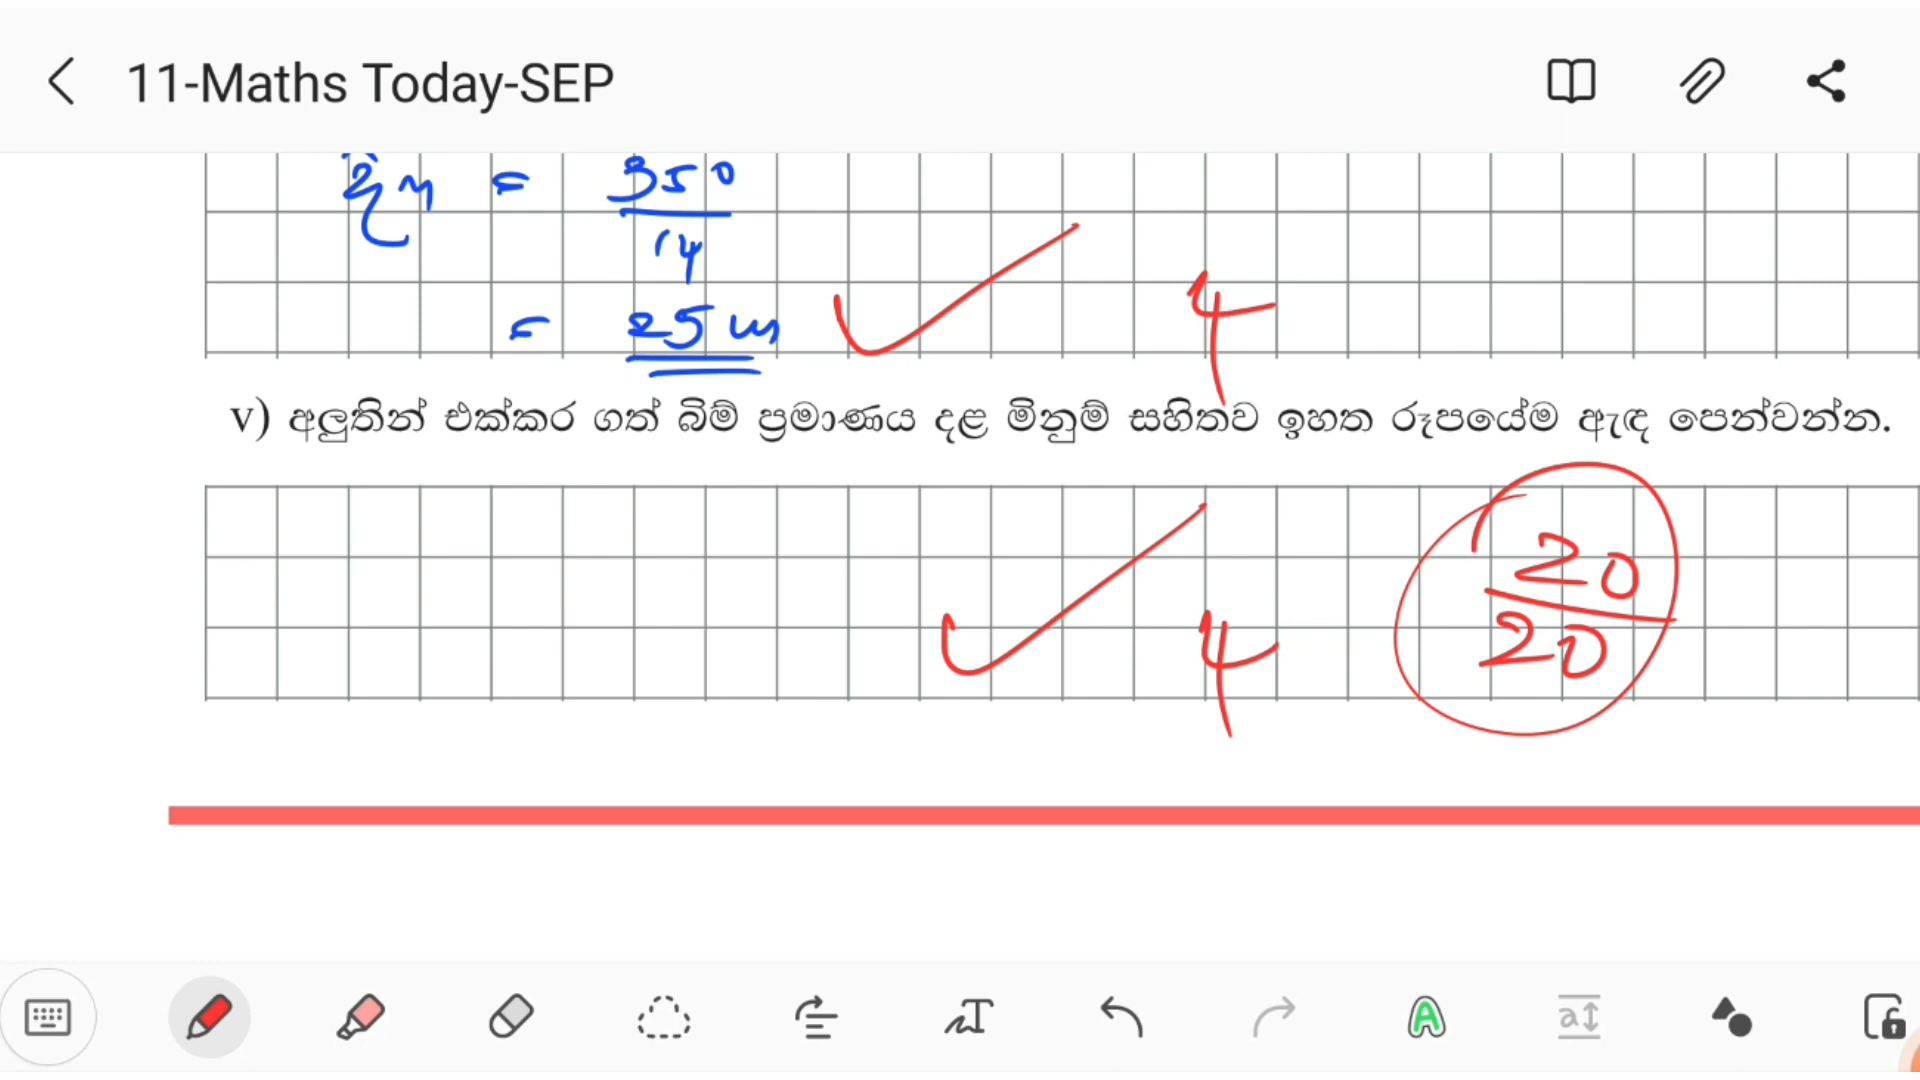 11-Maths Today-SEP
දිග = 350
14
= 25 m
4
v) අලුතින් එක්කර ගත් බිම් ප්‍රමාණය දළ මිනුම් සහිතව ඉහත රූපයේම ඇඳ පෙන්වන්න.
20
20
4